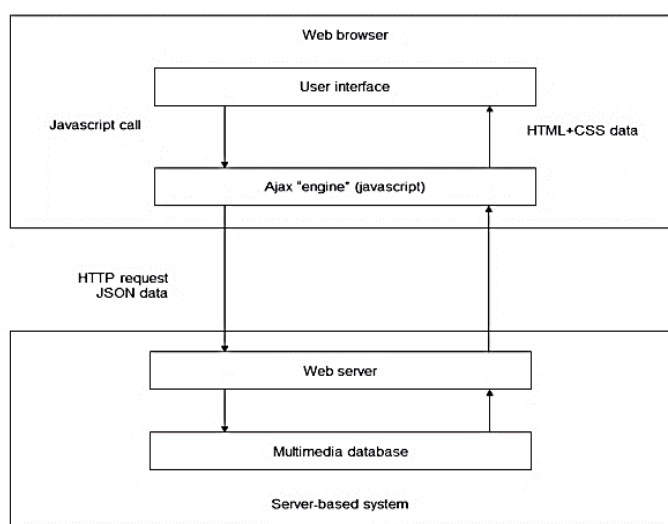 Web browser
User interface
Javascript call
HTML+CSS data
Ajax "engine" (javascript)
HTTP request
JSON data
Web server
Multimedia database
Server-based system